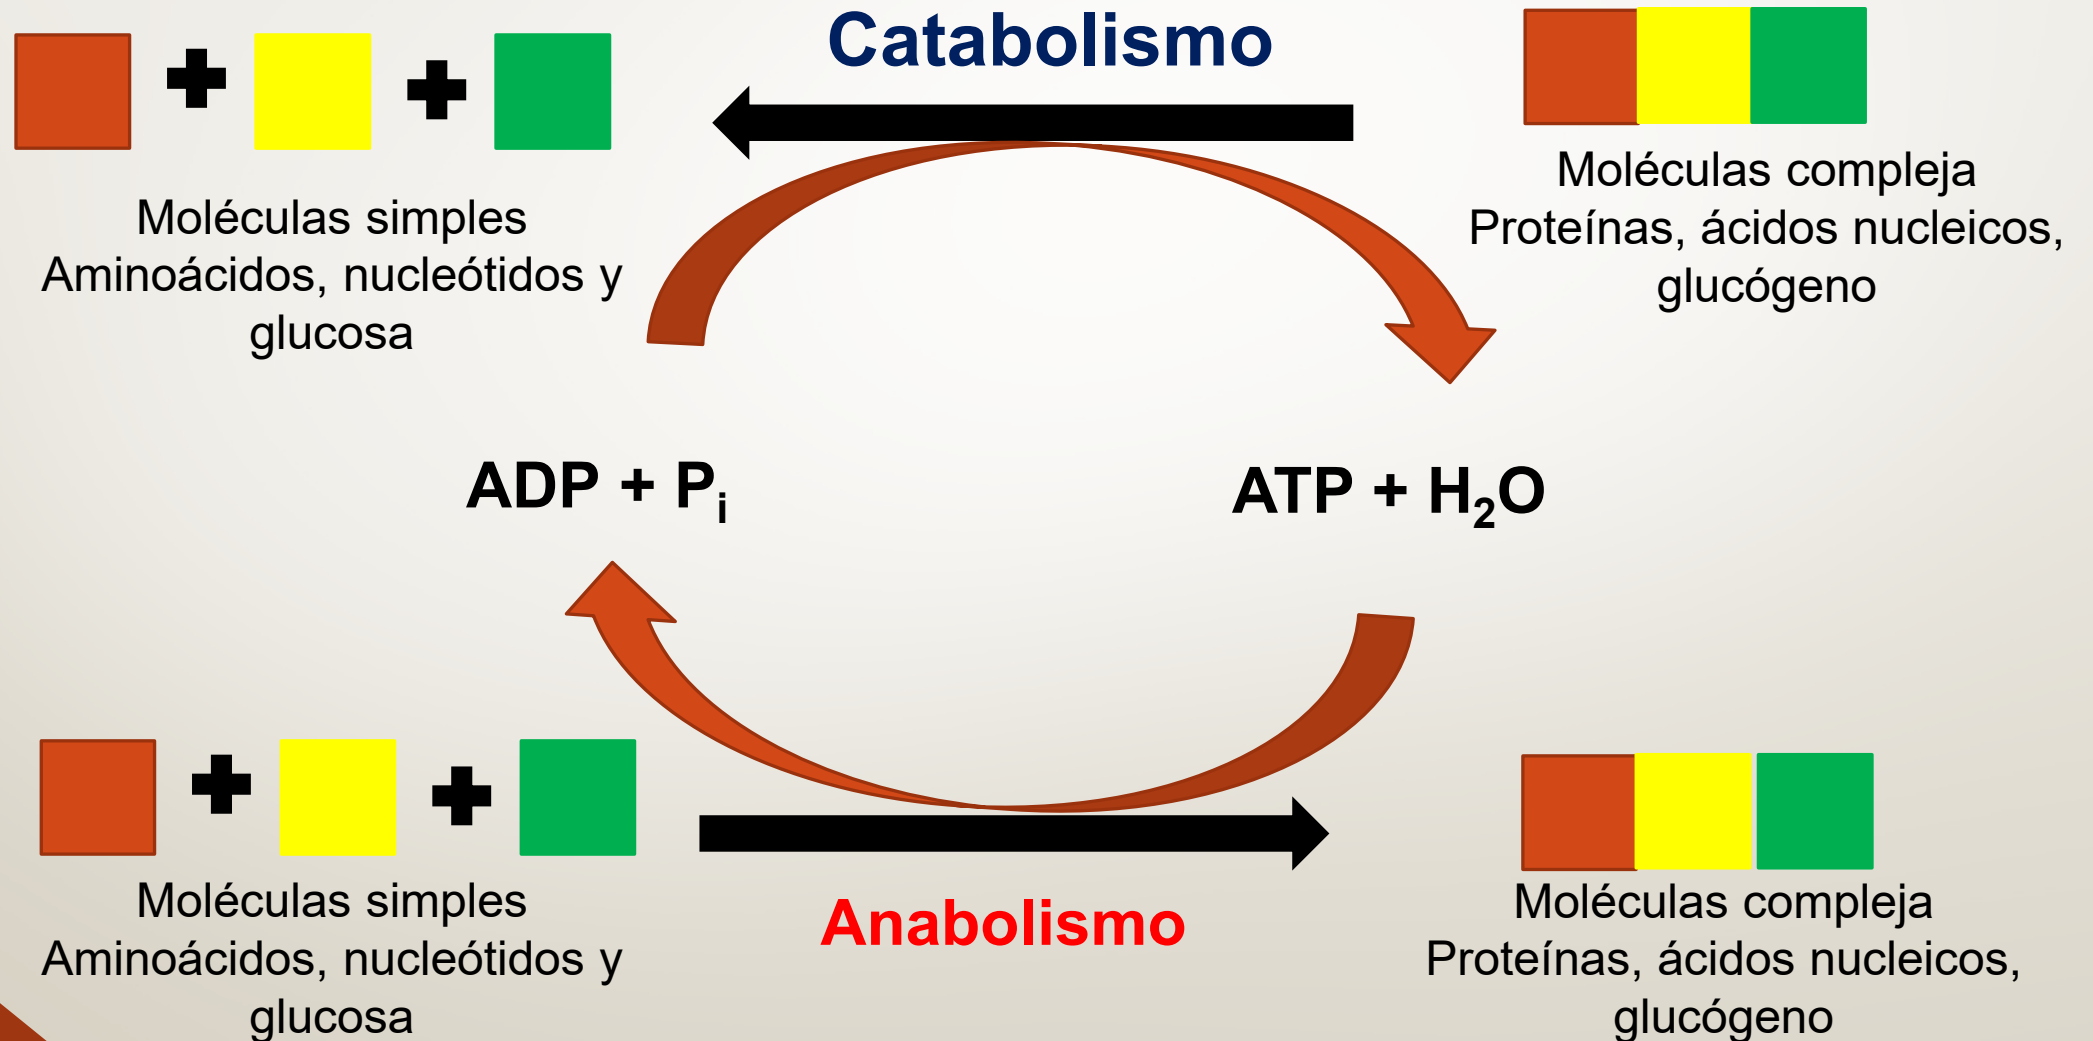 Catabolismo
Moléculas simples
Aminoácidos, nucleótidos y
glucosa
Moléculas compleja
Proteínas, ácidos nucleicos,
glucógeno
ADP + Pᵢ
ATP + H₂O
Moléculas simples
Aminoácidos, nucleótidos y
glucosa
Anabolismo
Moléculas compleja
Proteínas, ácidos nucleicos,
glucógeno